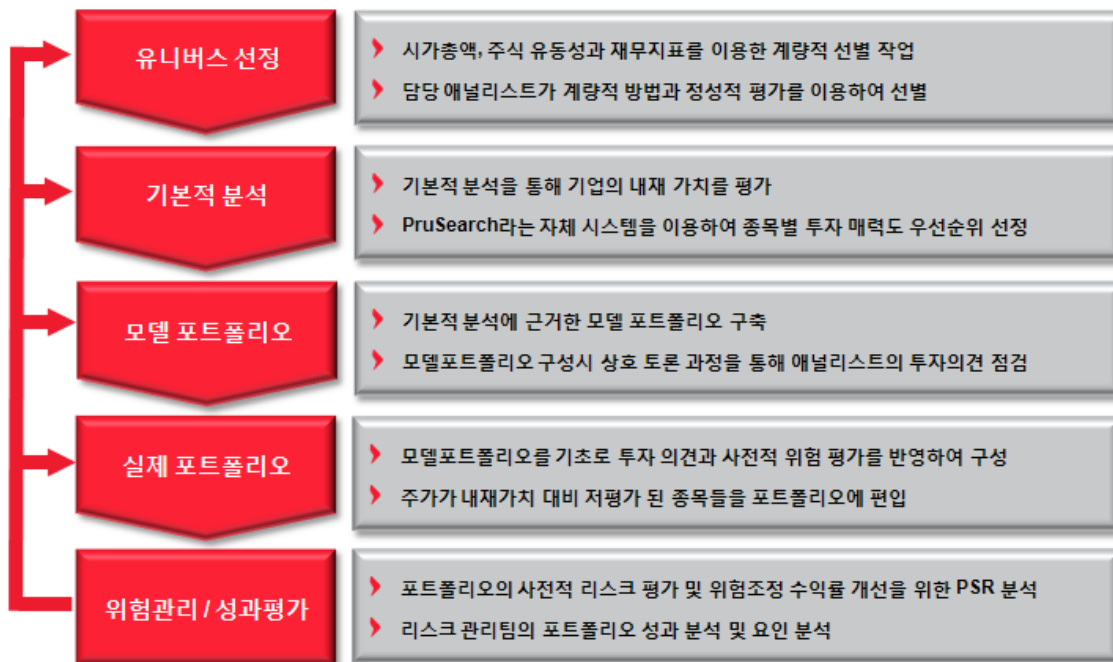 유니버스 선정
시가총액, 주식 유동성과 재무지표를 이용한 계량적 선별 작업
담당 애널리스트가 계량적 방법과 정성적 평가를 이용하여 선별
기본적 분석
기본적 분석을 통해 기업의 내재 가치를 평가
PruSearch라는 자체 시스템을 이용하여 종목별 투자 매력도 우선순위 선정
모델 포트폴리오
기본적 분석에 근거한 모델 포트폴리오 구축
모델포트폴리오 구성시 상호 토론 과정을 통해 애널리스트의 투자의견 점검
실제 포트폴리오
모델포트폴리오를 기초로 투자 의견과 사전적 위험 평가를 반영하여 구성
주가가 내재가치 대비 저평가 된 종목들을 포트폴리오에 편입
위험관리 / 성과평가
포트폴리오의 사전적 리스크 평가 및 위험조정 수익률 개선을 위한 PSR 분석
리스크 관리팀의 포트폴리오 성과 분석 및 요인 분석